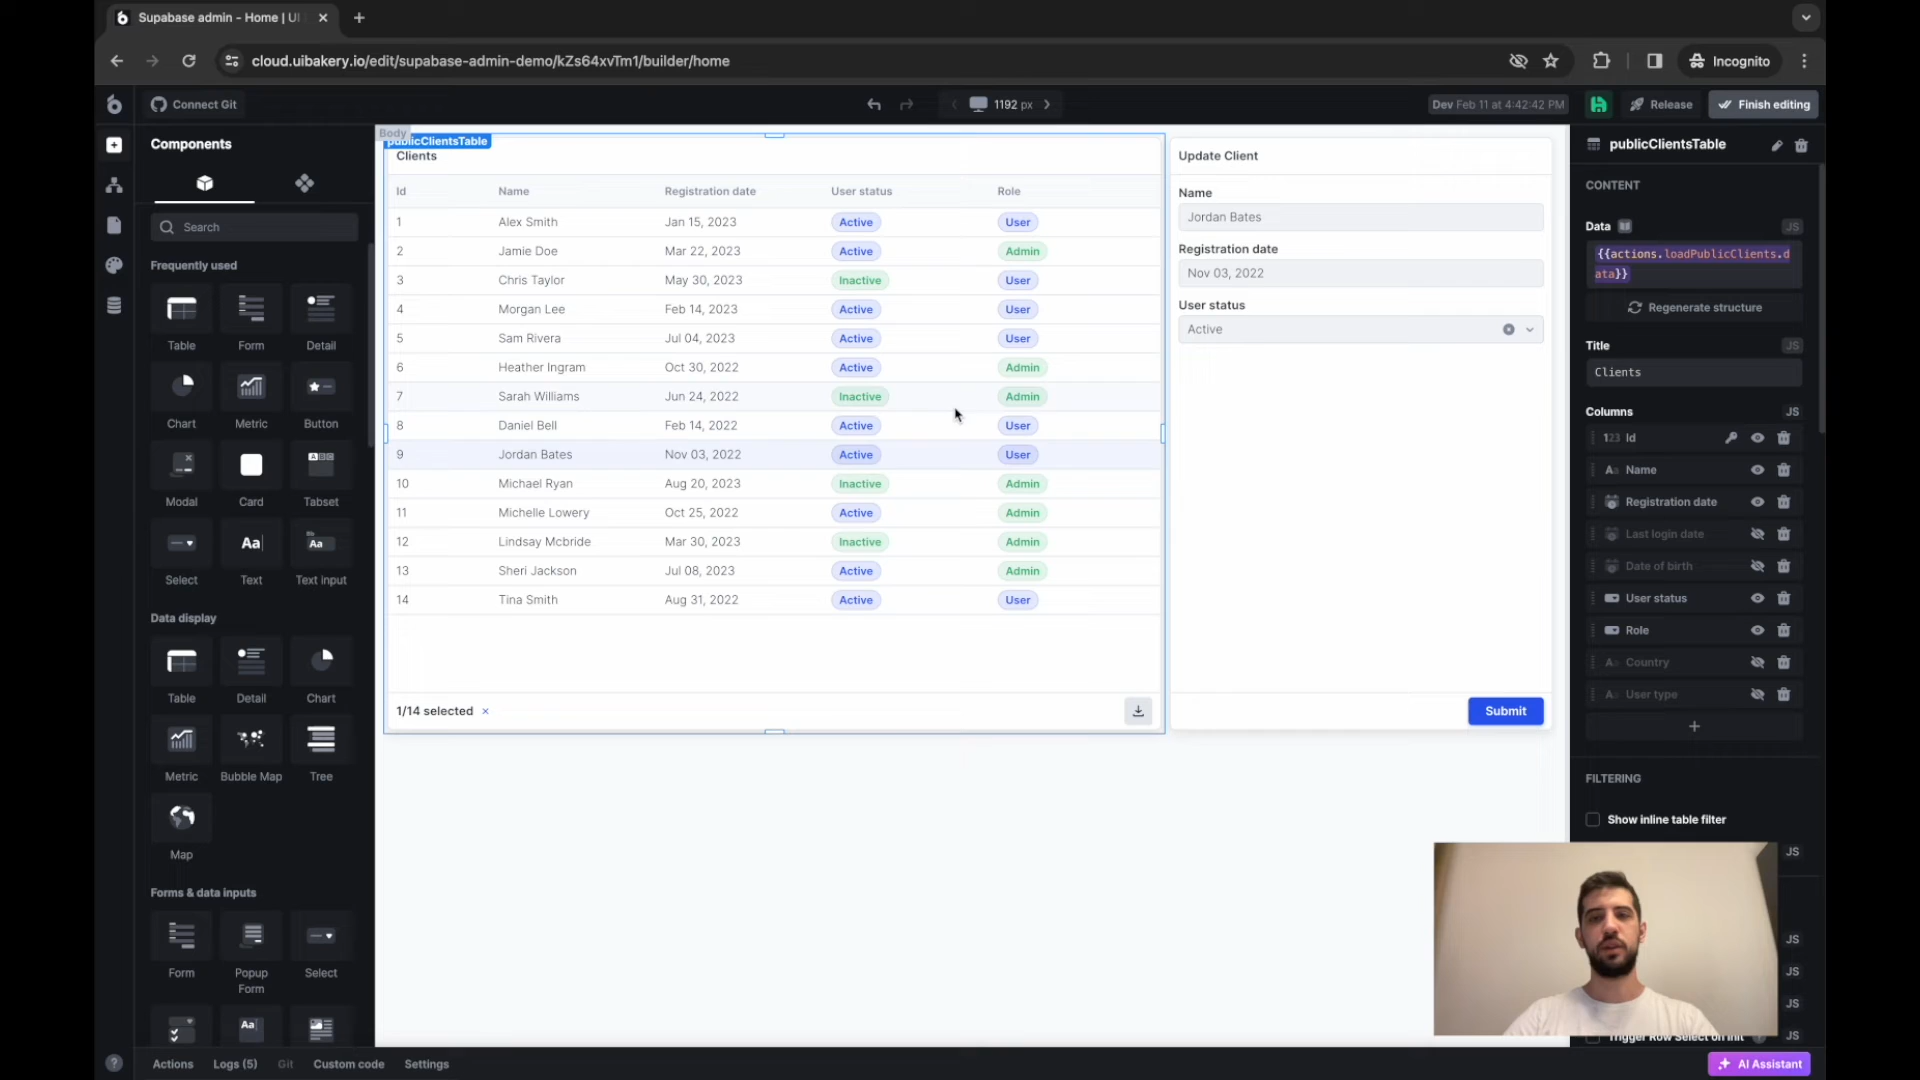 Supabase admin - Home | UI
cloud.uibakery.io/edit/supabase-admin-demo/kZs64xvTm1/builder/home
Incognito
Connect Git
1192 px
Dev Feb 11 at 4:42:42 PM
Release
Finish editing
Components
Search
Frequently used
Table
Form
Detail
Chart
Metric
Button
Modal
Card
Tabset
Select
Text
Text input
Data display
Table
Detail
Chart
Metric
Bubble Map
Tree
Map
Forms & data inputs
Form
Popup Form
Select
Body
publicClientsTable
Clients
Id Name Registration date User status Role
1 Alex Smith Jan 15, 2023 Active User
2 Jamie Doe Mar 22, 2023 Active Admin
3 Chris Taylor May 30, 2023 Inactive User
4 Morgan Lee Feb 14, 2023 Active User
5 Sam Rivera Jul 04, 2023 Active User
6 Heather Ingram Oct 30, 2022 Active Admin
7 Sarah Williams Jun 24, 2022 Inactive Admin
8 Daniel Bell Feb 14, 2022 Active User
9 Jordan Bates Nov 03, 2022 Active User
10 Michael Ryan Aug 20, 2023 Inactive Admin
11 Michelle Lowery Oct 25, 2022 Active Admin
12 Lindsay Mcbride Mar 30, 2023 Inactive Admin
13 Sheri Jackson Jul 08, 2023 Active Admin
14 Tina Smith Aug 31, 2022 Active User
1/14 selected ×
Update Client
Name
Jordan Bates
Registration date
Nov 03, 2022
User status
Active
Submit
publicClientsTable
CONTENT
Data JS
{{actions.loadPublicClients.d
ata}}
Regenerate structure
Title JS
Clients
Columns JS
123 Id
Aa Name
Registration date
Last login date
Date of birth
User status
Role
Aa Country
Aa User type
FILTERING
Show inline table filter
JS
JS
JS
JS
Trigger Row Select on Init JS
Actions Logs (5) Git Custom code Settings
AI Assistant